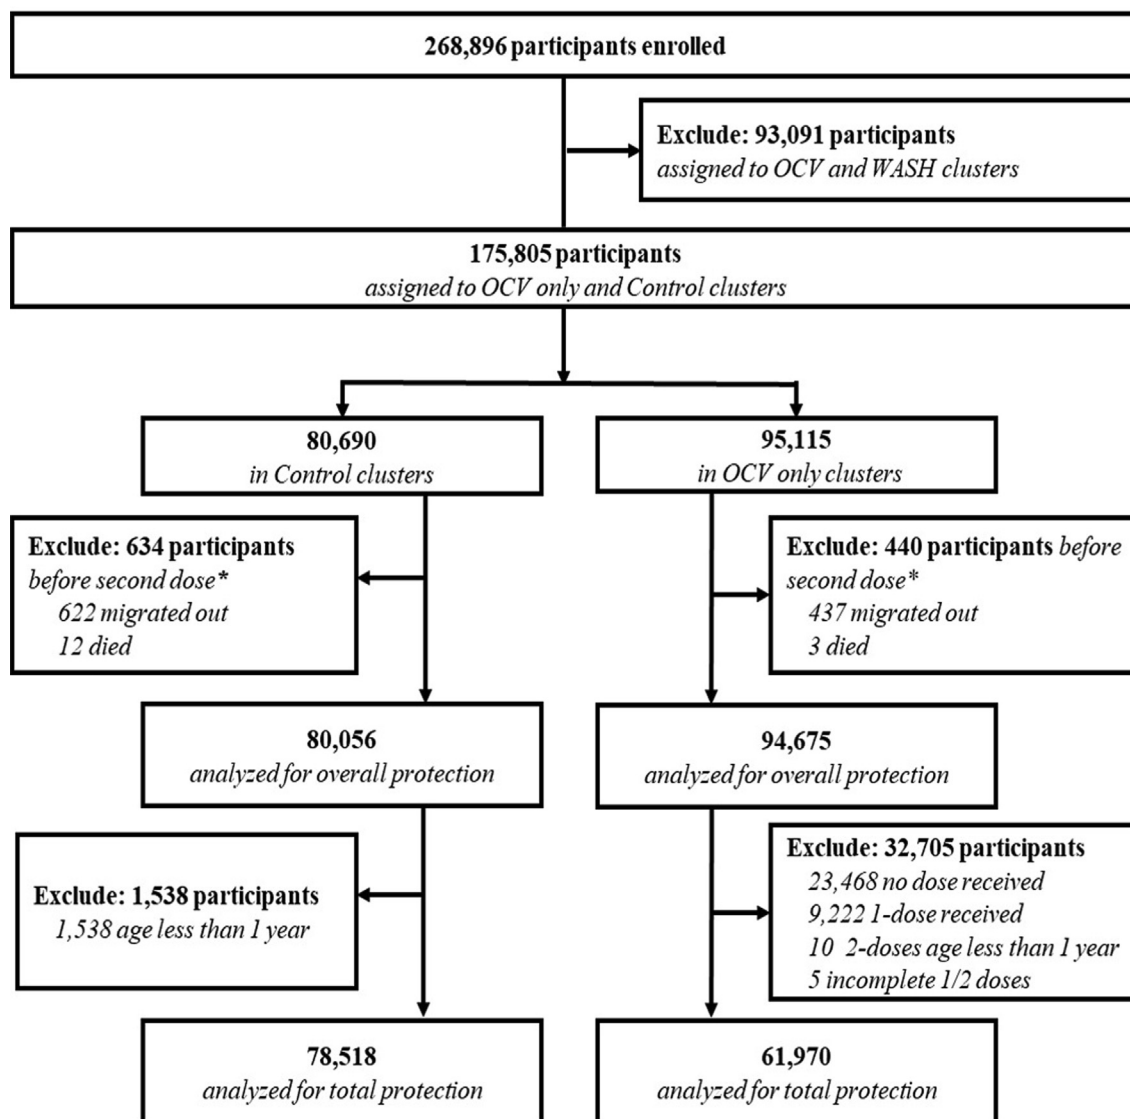 268,896 participants enrolled
Exclude: 93,091 participants
assigned to OCV and WASH clusters
175,805 participants
assigned to OCV only and Control clusters
80,690
in Control clusters
95,115
in OCV only clusters
Exclude: 634 participants
before second dose*
622 migrated out
12 died
Exclude: 440 participants before
second dose*
437 migrated out
3 died
80,056
analyzed for overall protection
94,675
analyzed for overall protection
Exclude: 1,538 participants
1,538 age less than 1 year
Exclude: 32,705 participants
23,468 no dose received
9,222 1-dose received
10 2-doses age less than 1 year
5 incomplete 1/2 doses
78,518
analyzed for total protection
61,970
analyzed for total protection